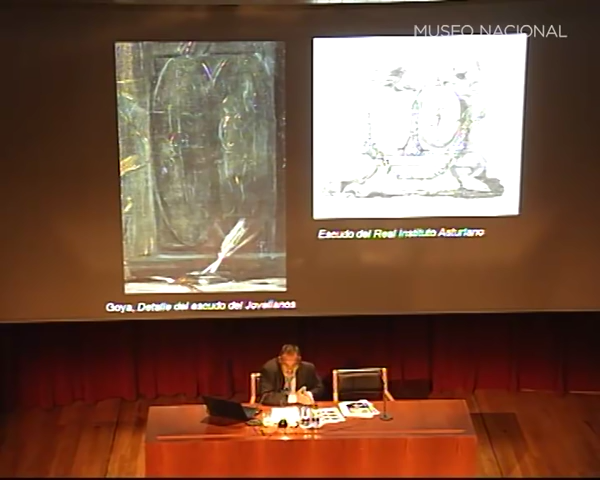 MUSEO NACIONAL
Escudo del Real Instituto Asturiano
Goya, Detalle del escudo del Jovellanos